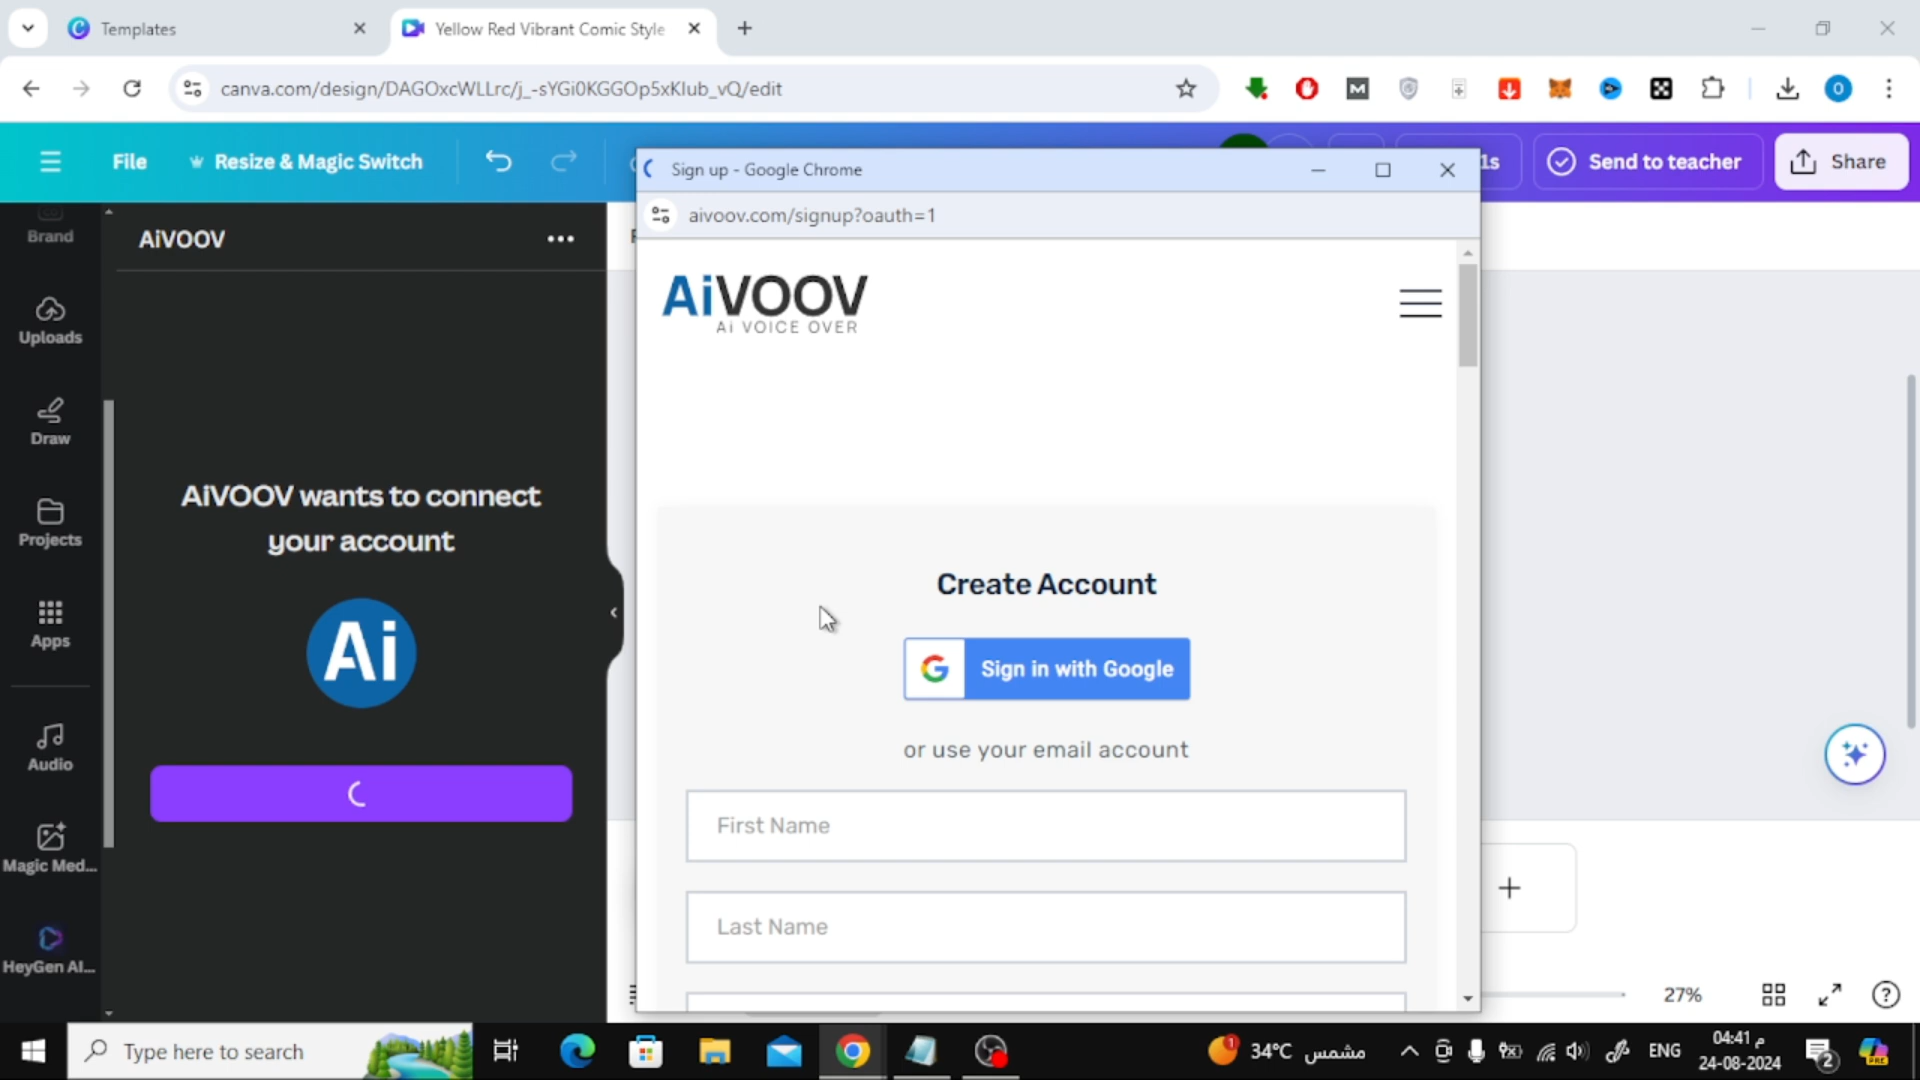 Templates
Yellow Red Vibrant Comic Style
canva.com/design/DAGOxcWLLrc/j_-sYGi0KGGOp5xKIub_vQ/edit
File
Resize & Magic Switch
1s
Send to teacher
Share
Sign up - Google Chrome
aivoov.com/signup?oauth=1
Brand
Uploads
Draw
Projects
Apps
Audio
Magic Med...
HeyGen AI...
AiVOOV
AiVOOV wants to connect
your account
Ai
AiVOOV
AI VOICE OVER
Create Account
Sign in with Google
or use your email account
First Name
Last Name
27%
Type here to search
34°C مشمس
ENG
04:41 م
24-08-2024
2